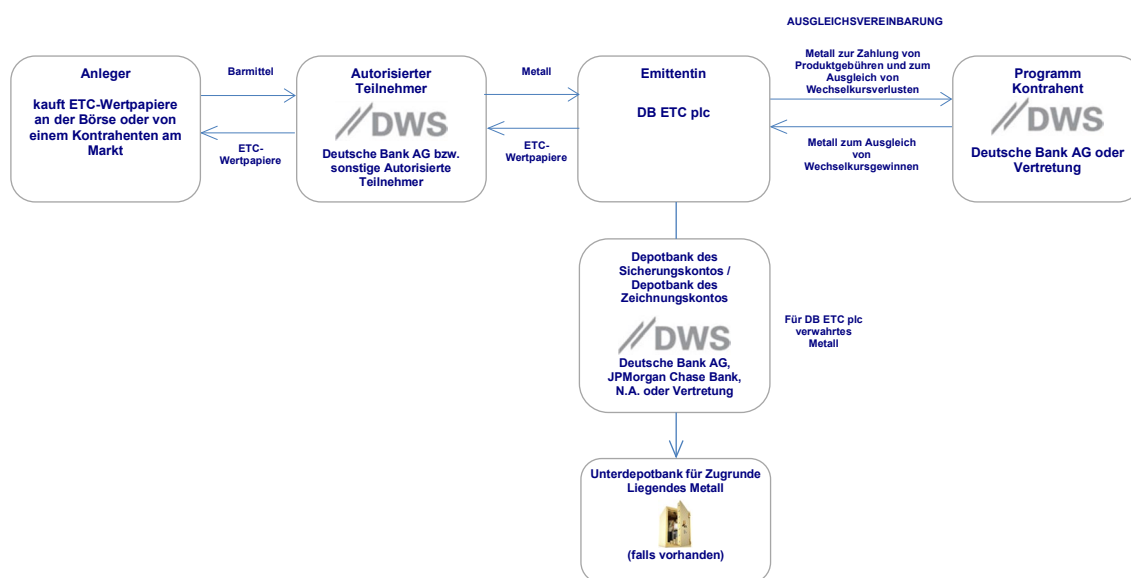 AUSGLEICHSVEREINBARUNG
Anleger
kauft ETC-Wertpapiere
an der Börse oder von
einem Kontrahenten am
Markt
Barmittel
ETC-
Wertpapiere
Autorisierter
Teilnehmer
DWS
Deutsche Bank AG bzw.
sonstige Autorisierte
Teilnehmer
Metall
ETC-
Wertpapiere
Emittentin
DB ETC plc
Metall zur Zahlung von
Produktgebühren und zum
Ausgleich von
Wechselkursverlusten
Metall zum Ausgleich
von
Wechselkursgewinnen
Programm
Kontrahent
DWS
Deutsche Bank AG oder
Vertretung
Depotbank des
Sicherungskontos /
Depotbank des
Zeichnungskontos
DWS
Deutsche Bank AG,
JPMorgan Chase Bank,
N.A. oder Vertretung
Für DB ETC plc
verwahrtes
Metall
Unterdepotbank für Zugrunde
Liegendes Metall
(falls vorhanden)